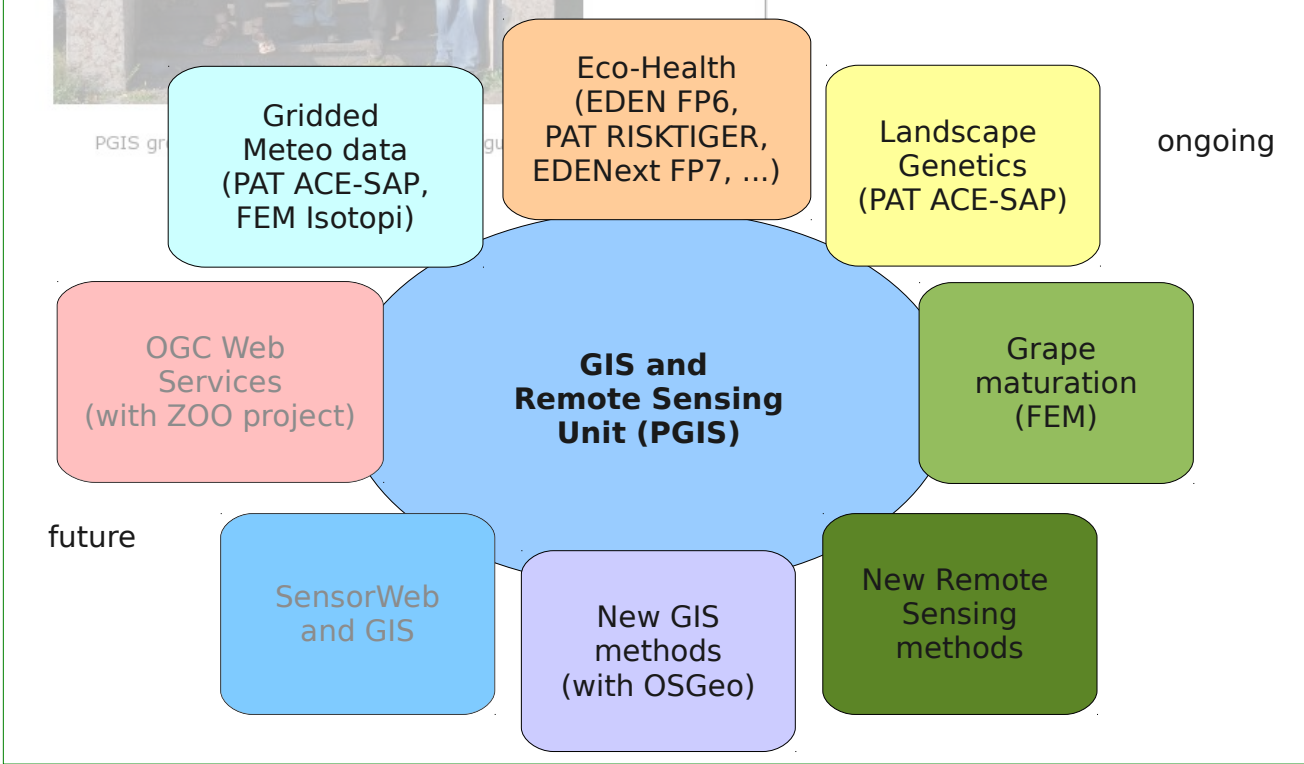 Eco-Health
(EDEN FP6,
PAT RISKTIGER,
EDENext FP7, ...)
Gridded
Meteo data
(PAT ACE-SAP,
FEM Isotopi)
Landscape
Genetics
(PAT ACE-SAP)
ongoing
PGIS
OGC Web
Services
(with ZOO project)
GIS and
Remote Sensing
Unit (PGIS)
Grape
maturation
(FEM)
future
SensorWeb
and GIS
New GIS
methods
(with OSGeo)
New Remote
Sensing
methods